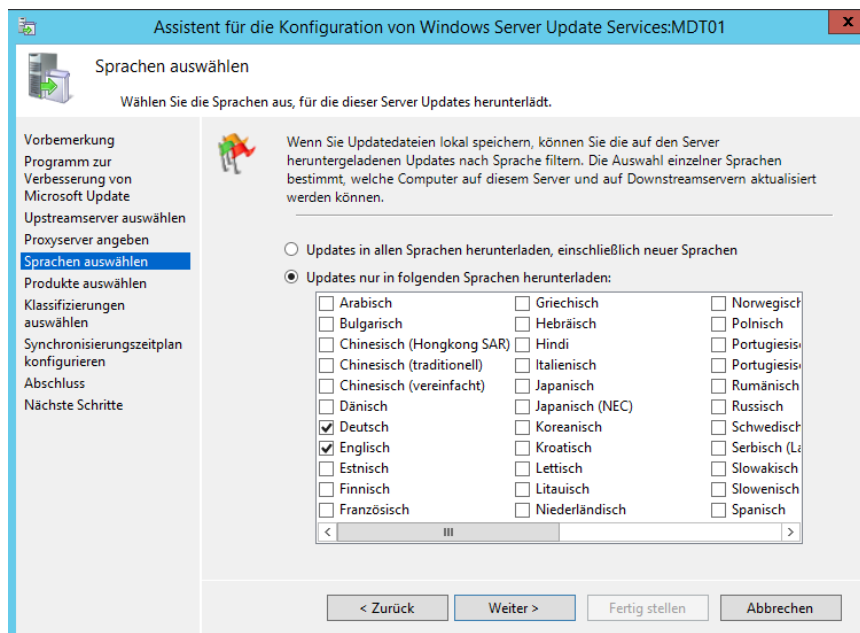 Assistent für die Konfiguration von Windows Server Update Services:MDT01
x
Sprachen auswählen
Wählen Sie die Sprachen aus, für die dieser Server Updates herunterlädt.
Vorbemerkung
Programm zur
Verbesserung von
Microsoft Update
Upstreamserver auswählen
Proxyserver angeben
Sprachen auswählen
Produkte auswählen
Klassifizierungen
auswählen
Synchronisierungszeitplan
konfigurieren
Abschluss
Nächste Schritte
Wenn Sie Updatedateien lokal speichern, können Sie die auf den Server
heruntergeladenen Updates nach Sprache filtern. Die Auswahl einzelner Sprachen
bestimmt, welche Computer auf diesem Server und auf Downstreamservern aktualisiert
werden können.
Updates in allen Sprachen herunterladen, einschließlich neuer Sprachen
Updates nur in folgenden Sprachen herunterladen:
Arabisch Griechisch Norwegisch
Bulgarisch Hebräisch Polnisch
Chinesisch (Hongkong SAR) Hindi
Chinesisch (traditionell) Italienisch
Chinesisch (vereinfacht) Japanisch Rumänisch
Dänisch Japanisch (NEC) Russisch
Deutsch Koreanisch Schwedisch
Englisch Kroatisch Serbisch
Estnisch Lettisch Slowakisch
Finnisch Litauisch Slowenisch
Französisch Niederländisch Spanisch
< Zurück Weiter > Fertig stellen Abbrechen